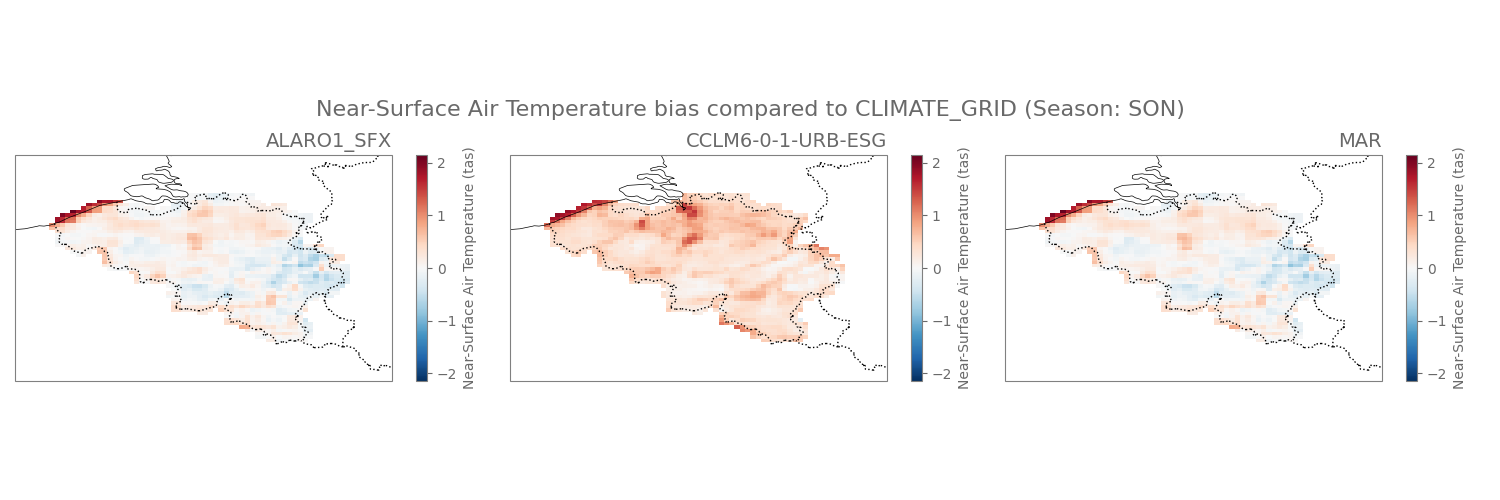 Near-Surface Air Temperature bias compared to CLIMATE_GRID (Season: SON)
ALARO1_SFX
2
1
0
−1
−2
Near-Surface Air Temperature (tas)
CCLM6-0-1-URB-ESG
2
1
0
−1
−2
Near-Surface Air Temperature (tas)
MAR
2
1
0
−1
−2
Near-Surface Air Temperature (tas)